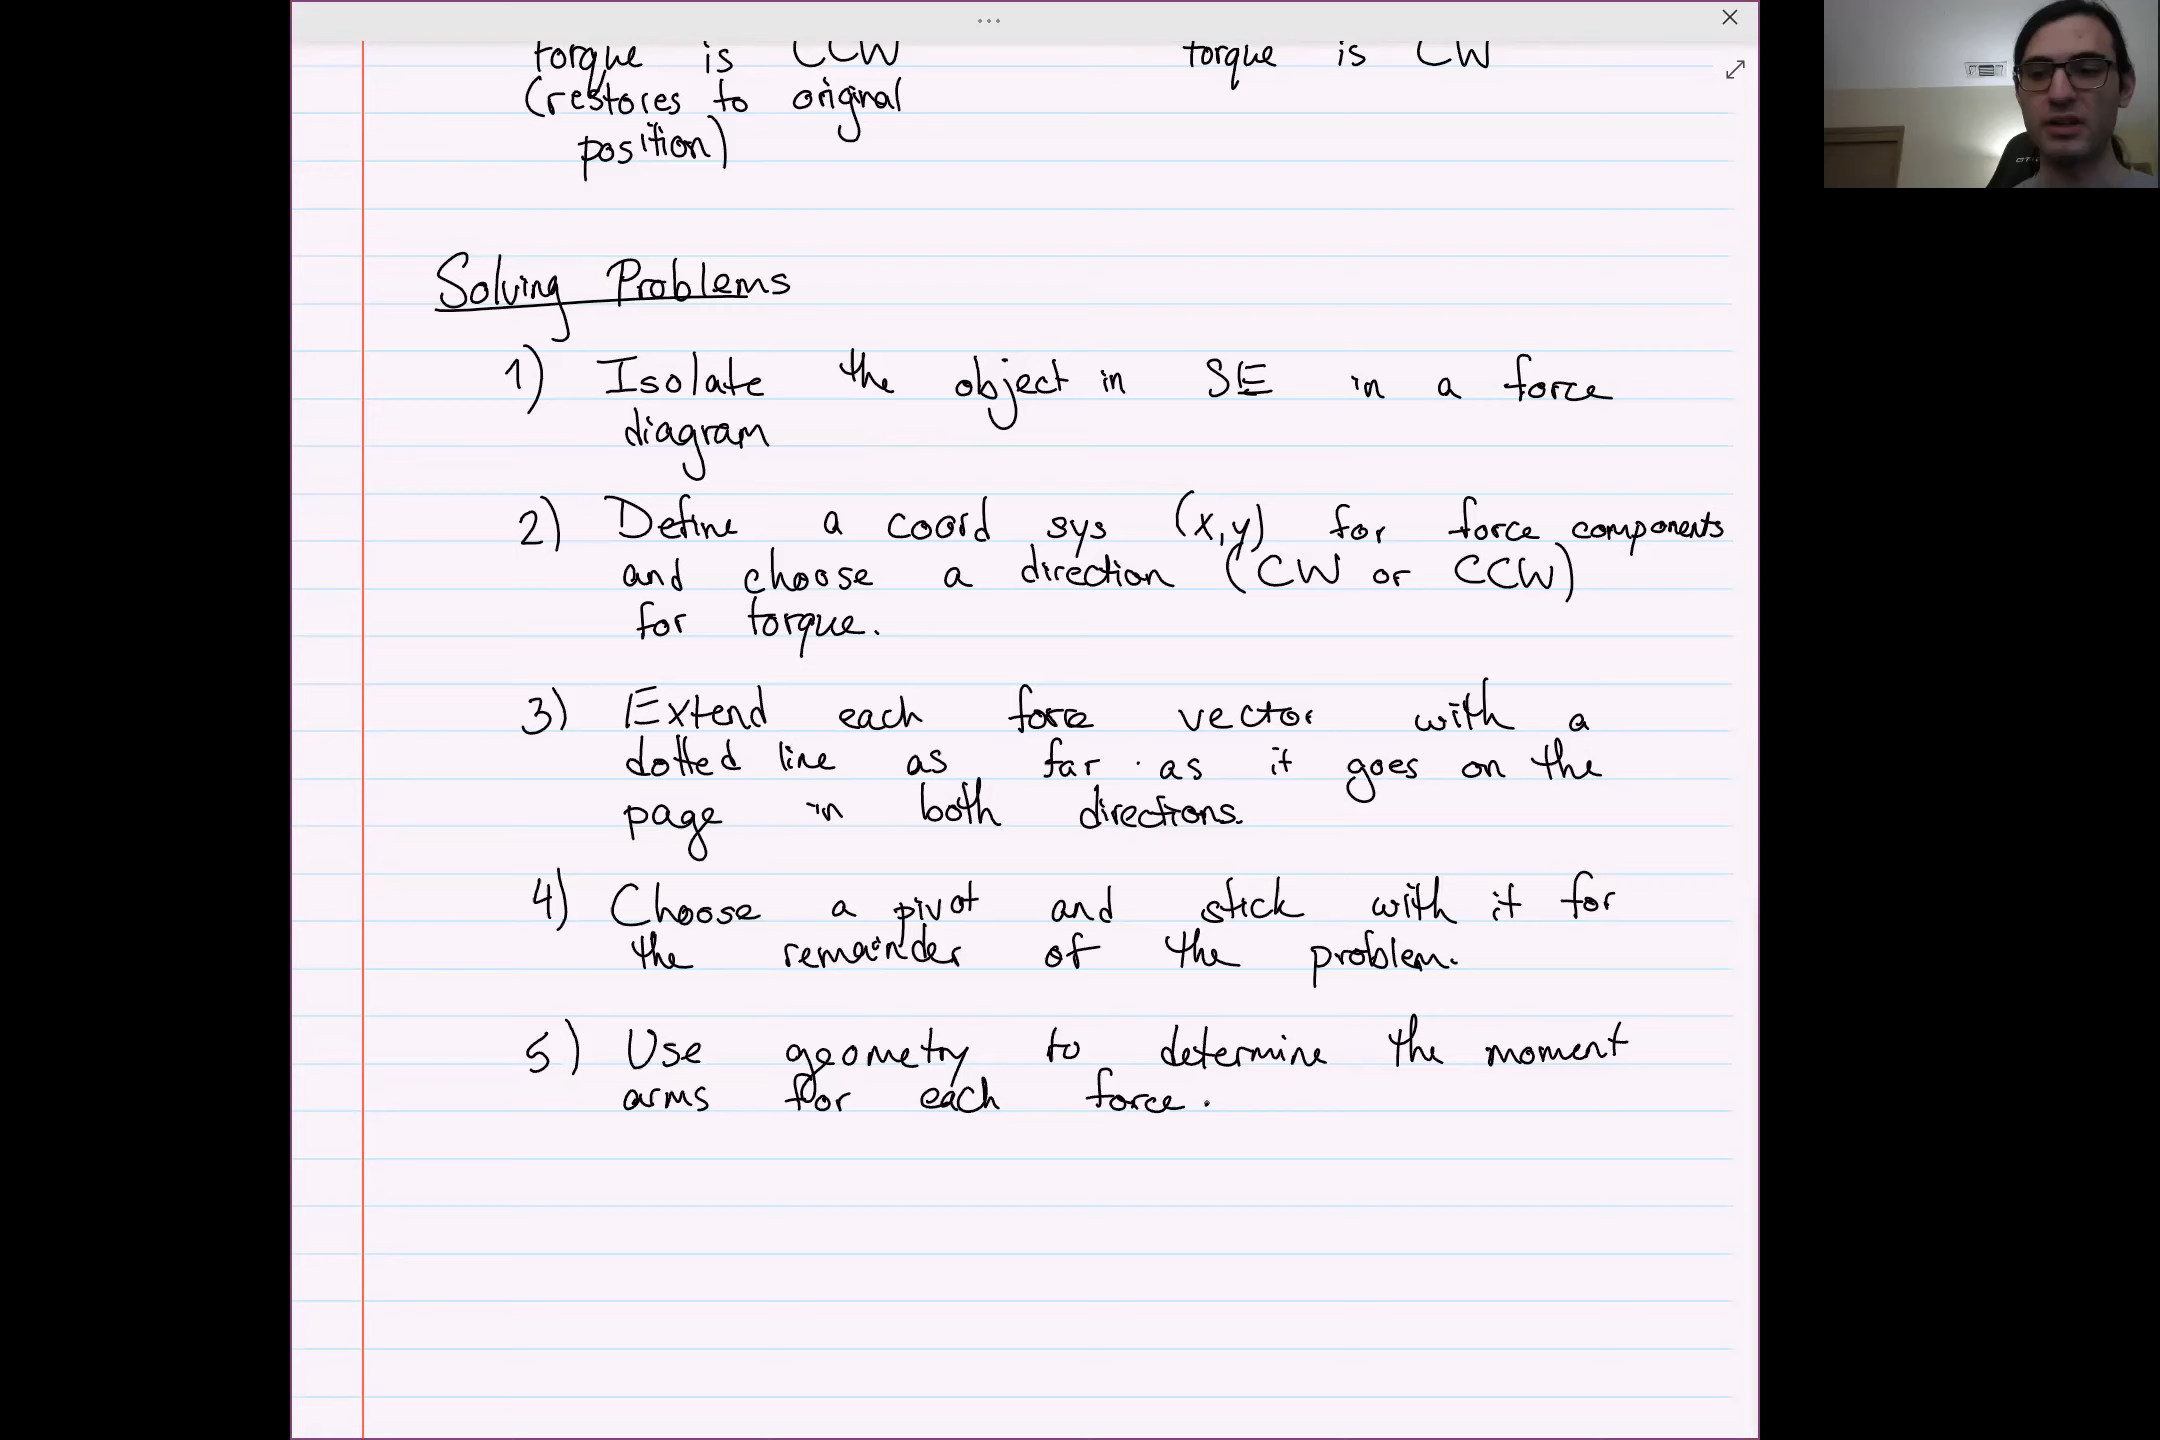 torque is CCW
(restores to original
position)
torque is CW
Solving Problems
1) Isolate the object in SE in a force
diagram
2) Define a coord sys (x,y) for force components
and choose a direction (CW or CCW)
for torque.
3) Extend each force vector with a
dotted line as far as it goes on the
page in both directions.
4) Choose a pivot and stick with it for
the remainder of the problem.
5) Use geometry to determine the moment
arms for each force.